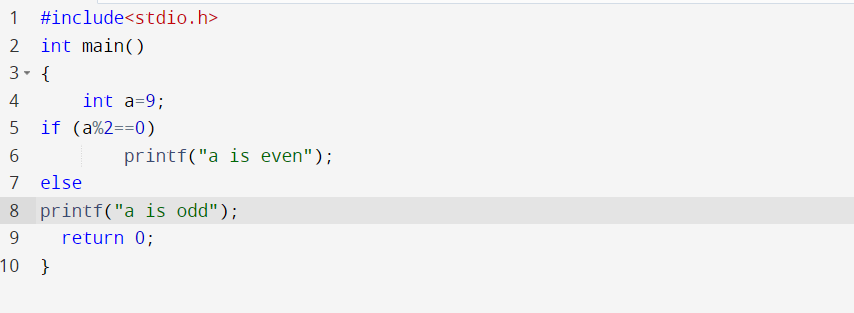 1 #include<stdio.h>
2 int main()
3 {
4     int a=9;
5 if (a%2==0)
6         printf("a is even");
7 else
8 printf("a is odd");
9   return 0;
10 }